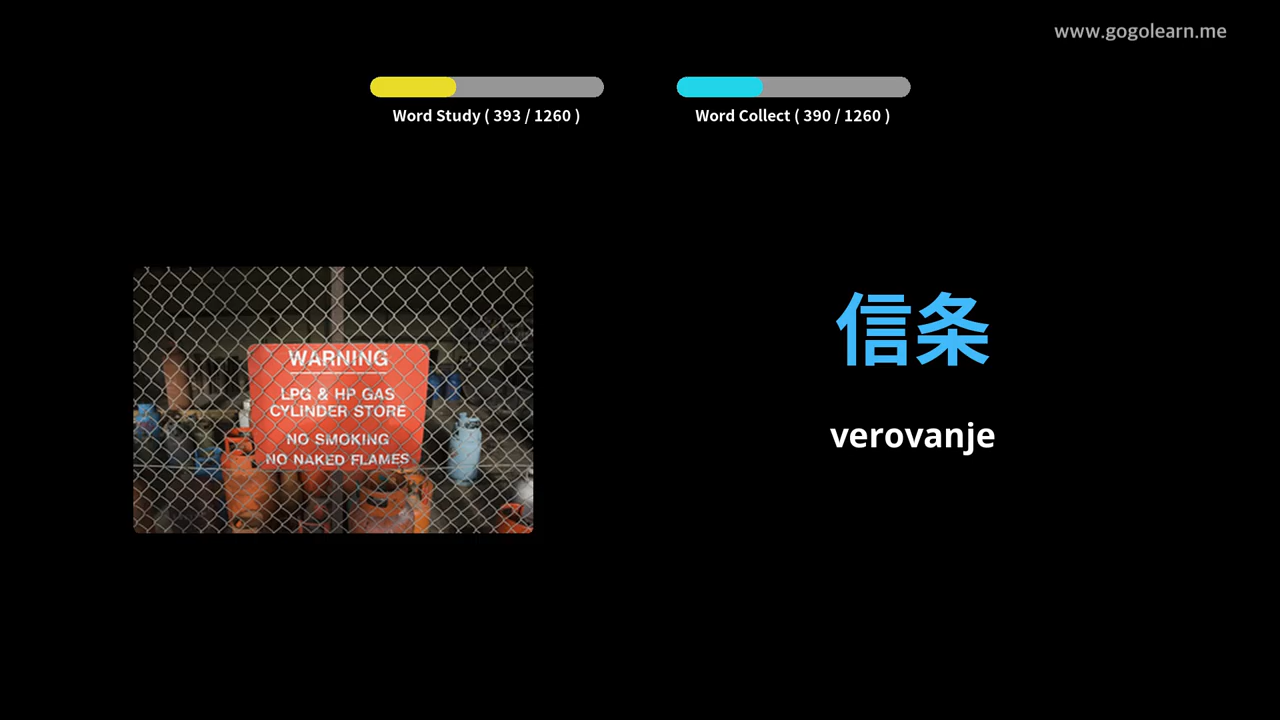 www.gogolearn.me
Word Study ( 393 / 1260 )
Word Collect ( 390 / 1260 )
WARNING
LPG & HP GAS
CYLINDER STORE
NO SMOKING
NO NAKED FLAMES
信条
verovanje